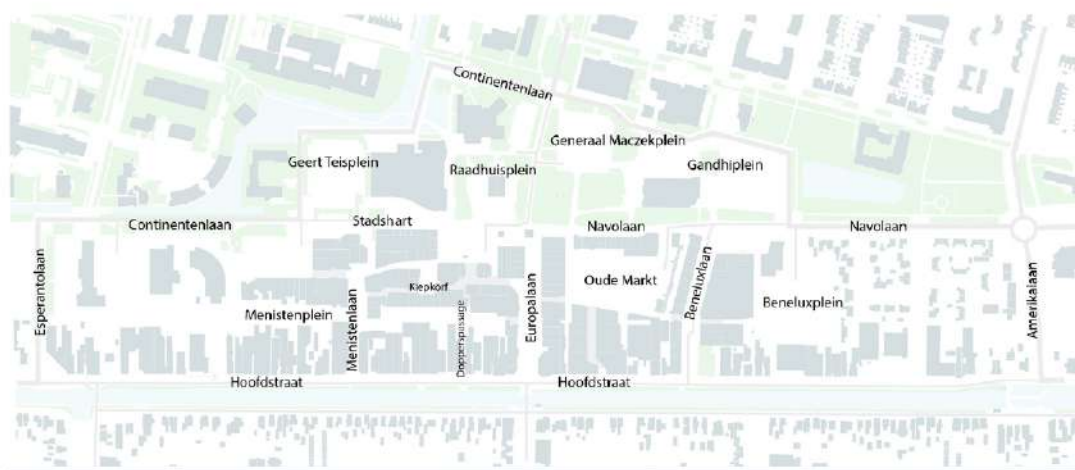 Continentenlaan
Generaal Maczekplein
Geert Teisplein
Raadhuisplein
Gandhiplein
Continentenlaan
Stadshart
Navolaan
Navolaan
Esperantolaan
Menistenplein
Menistenlaan
Kiepkorf
Dopperspassage
Europalaan
Oude Markt
Beneluxlaan
Beneluxplein
Amerikalaan
Hoofdstraat
Hoofdstraat